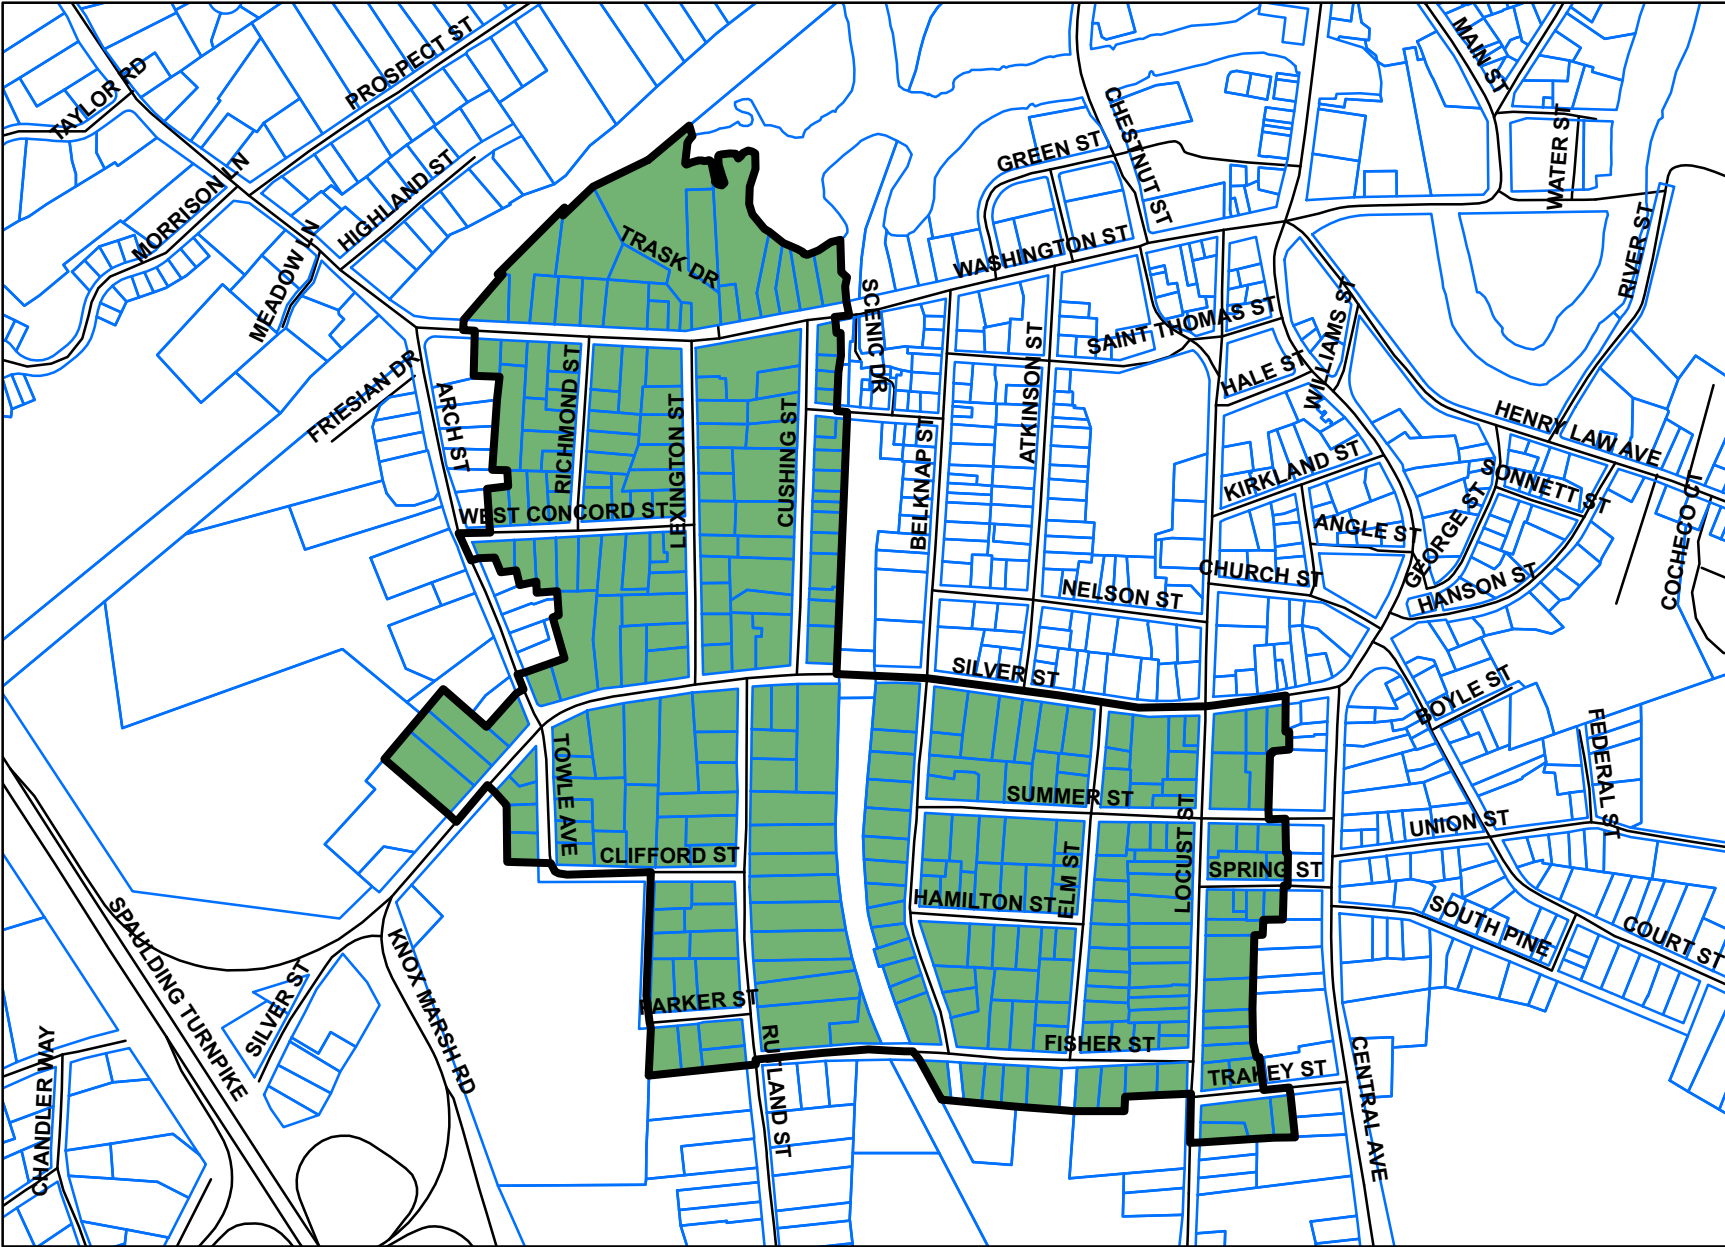 PROSPECT ST
MAIN ST
TAYLOR RD
CHESTNUT ST
WATER ST
GREEN ST
HIGHLAND ST
MORRISON LN
MEADOW LN
TRASK DR
WASHINGTON ST
RIVER ST
SCENIC DR
SAINT THOMAS ST
WILLIAMS ST
FRIESIAN DR
ARCH ST
RICHMOND ST
LEXINGTON ST
CUSHING ST
BELKNAP ST
ATKINSON ST
HALE ST
HENRY LAW AVE
KIRKLAND ST
SONNETT ST
WEST CONCORD ST
ANGLE ST
GEORGE ST
COCHECO CT
CHURCH ST
HANSON ST
NELSON ST
SILVER ST
BOYLE ST
FEDERAL ST
TOWLE AVE
SUMMER ST
LOCUST ST
UNION ST
CLIFFORD ST
ELM ST
SPRING ST
HAMILTON ST
SOUTH PINE
COURT ST
SPAULDING TURNPIKE
SILVER ST
KNOX MARSH RD
PARKER ST
RUTLAND ST
FISHER ST
TRAKEY ST
CENTRAL AVE
CHANDLER WAY